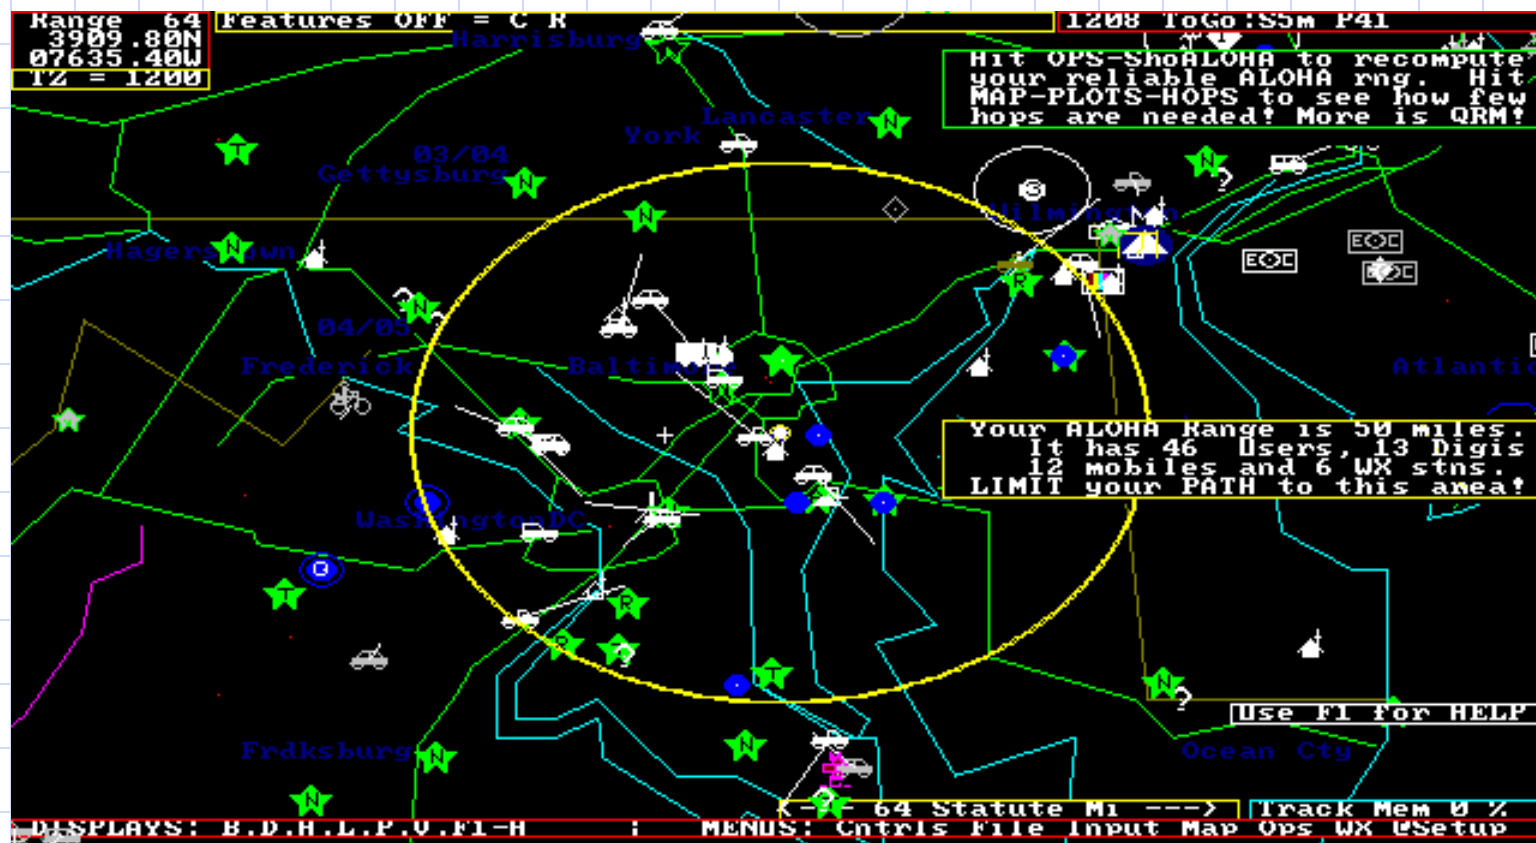 Range 64
3909.80N
07635.40W
TZ = 1200
Features OFF = C R
1208 ToGo:S5m P41
Hit OPS-ShoALOHA to recompute
your reliable ALOHA rng. Hit
MAP-PLOTS-HOPS to see how few
hops are needed! More is QRM!
Harrisburg
Lancaster
York
03/04
Gettysburg
Wilmington
Hagerstown
EOC
EOC
EOC
04/05
Frederick
Baltimore
Atlantic
Your ALOHA Range is 50 miles.
It has 46 Users, 13 Digis
12 mobiles and 6 WX stns.
LIMIT your PATH to this area!
WashingtonDC
Use F1 for HELP
Frdksburg
Ocean Cty
<--- 64 Statute Mi --->
Track Mem 0 %
DISPLAYS: B.D.H.L.P.V.F1-H : MENUS: Cntrls File Input Map Ops WX @Setup